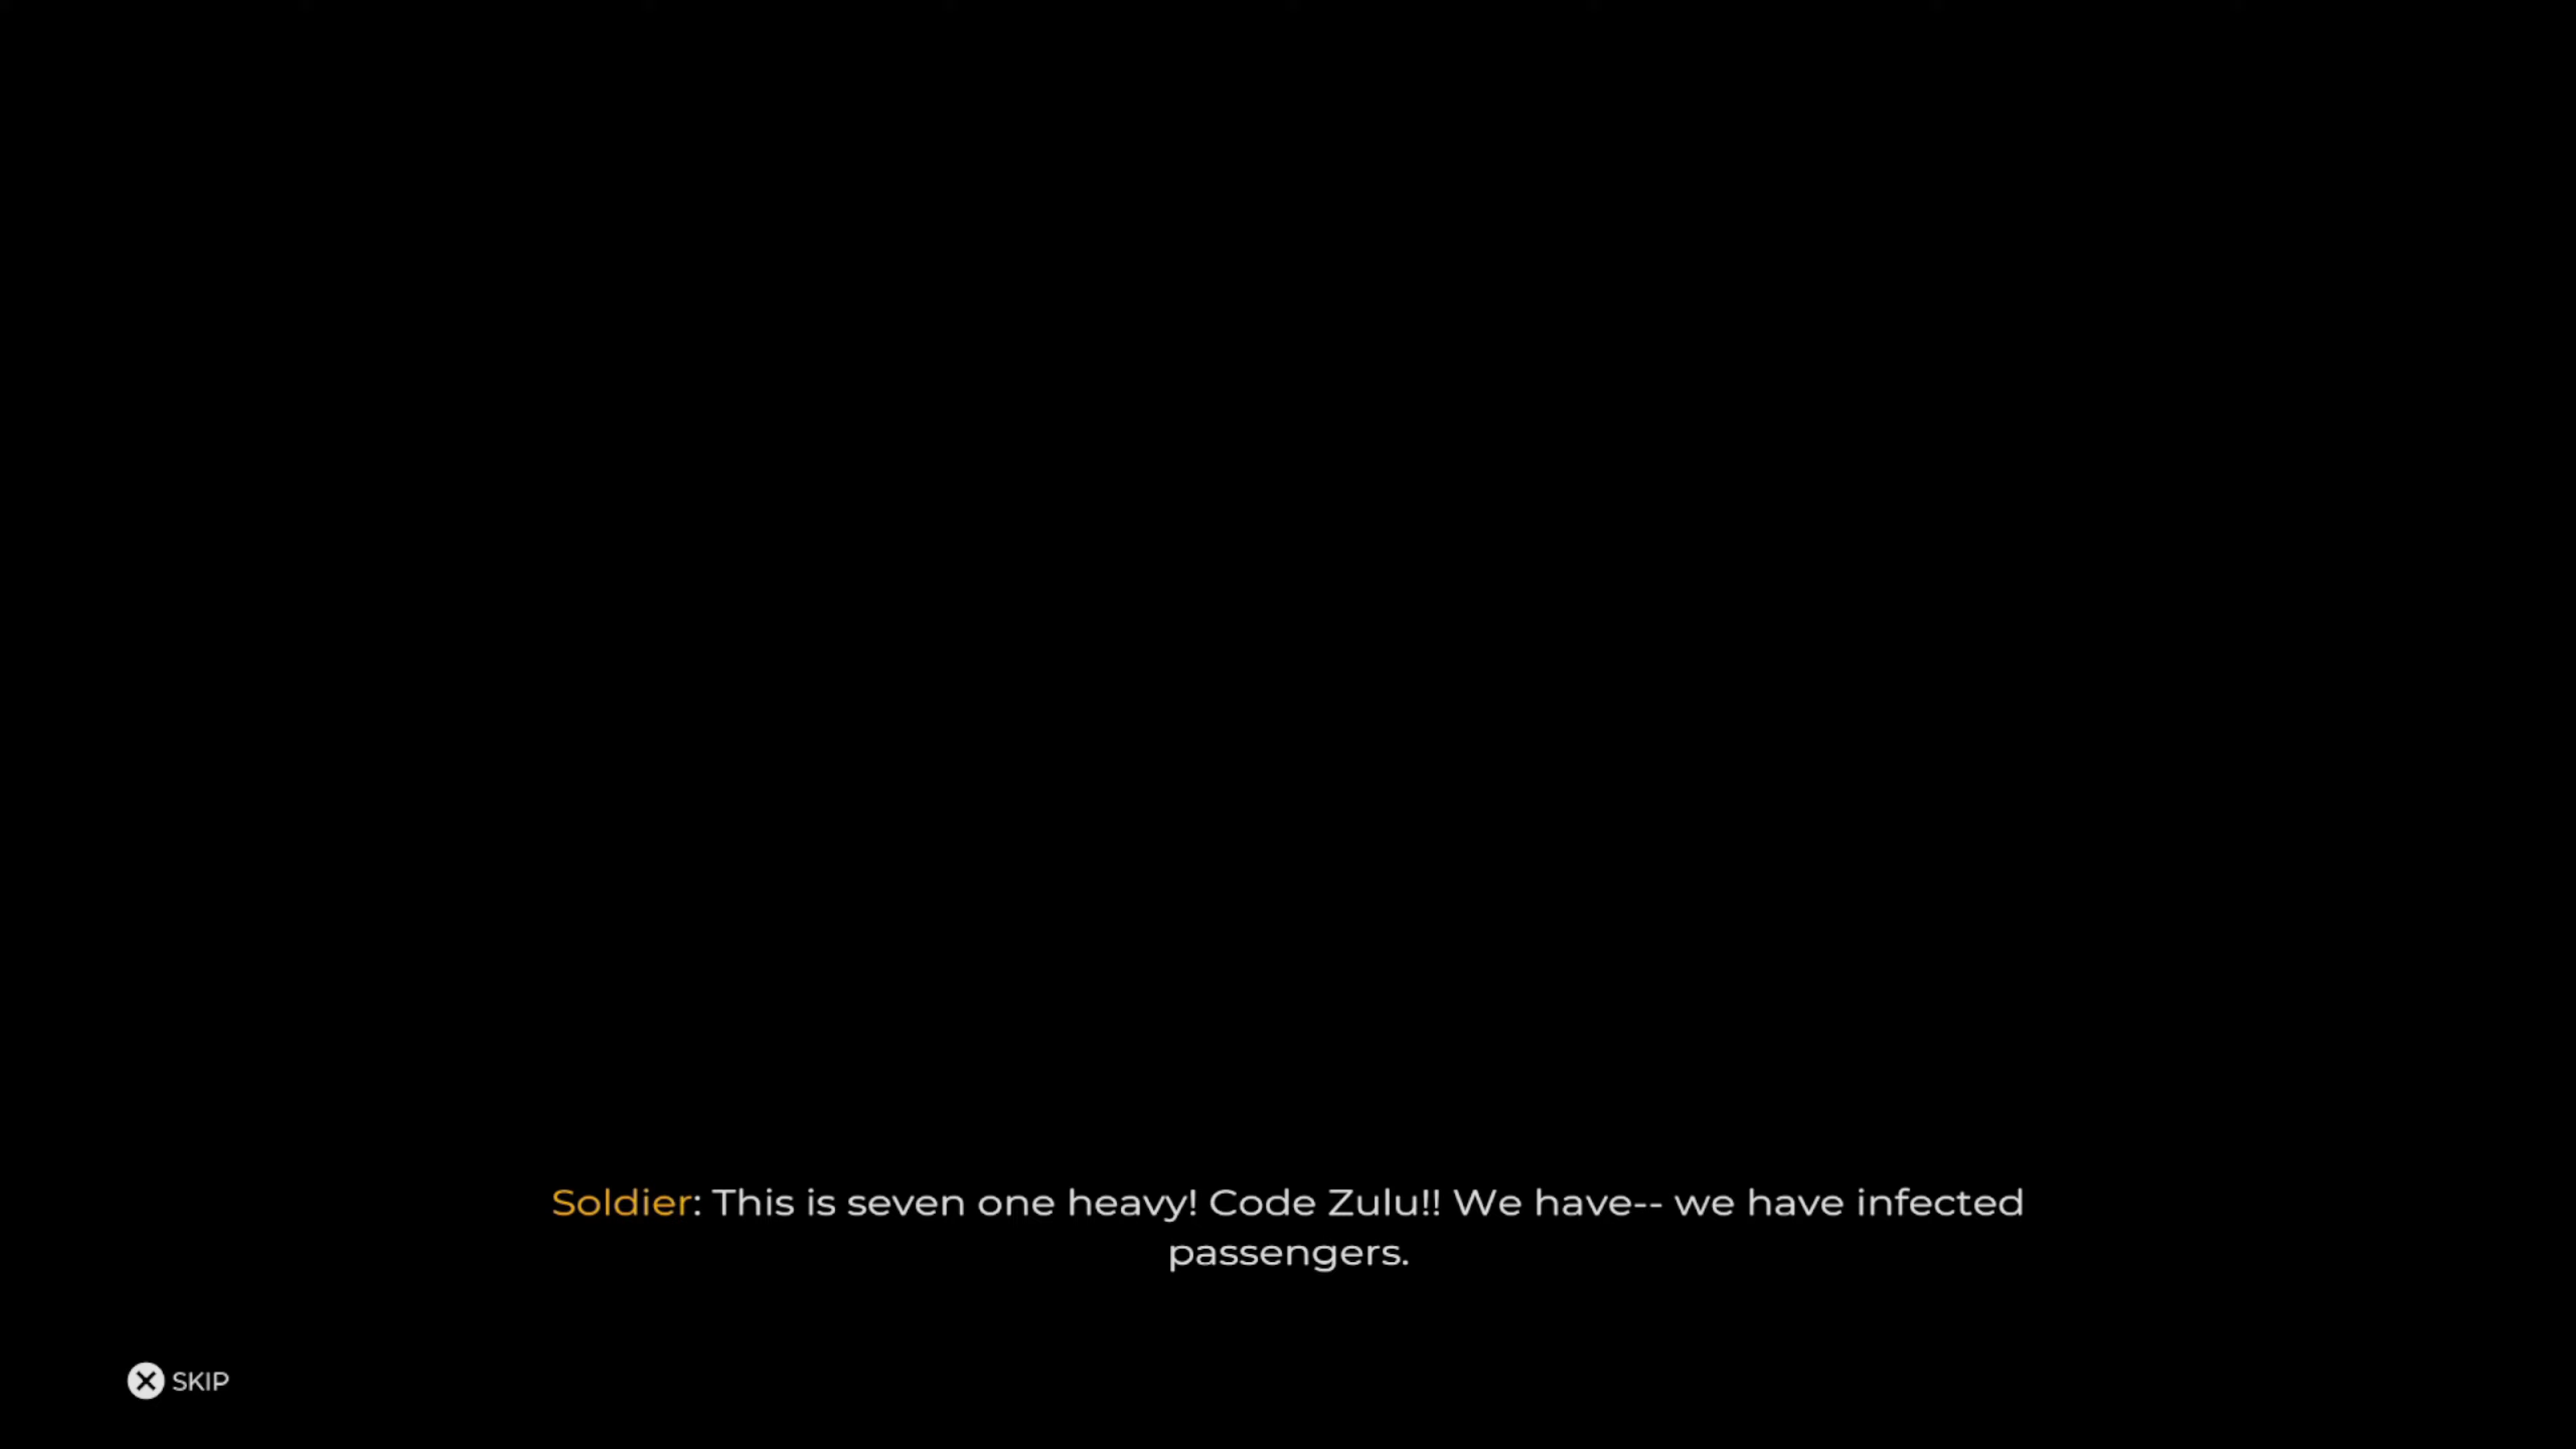 Soldier: This is seven one heavy! Code Zulu!! We have-- we have infected
passengers.
SKIP